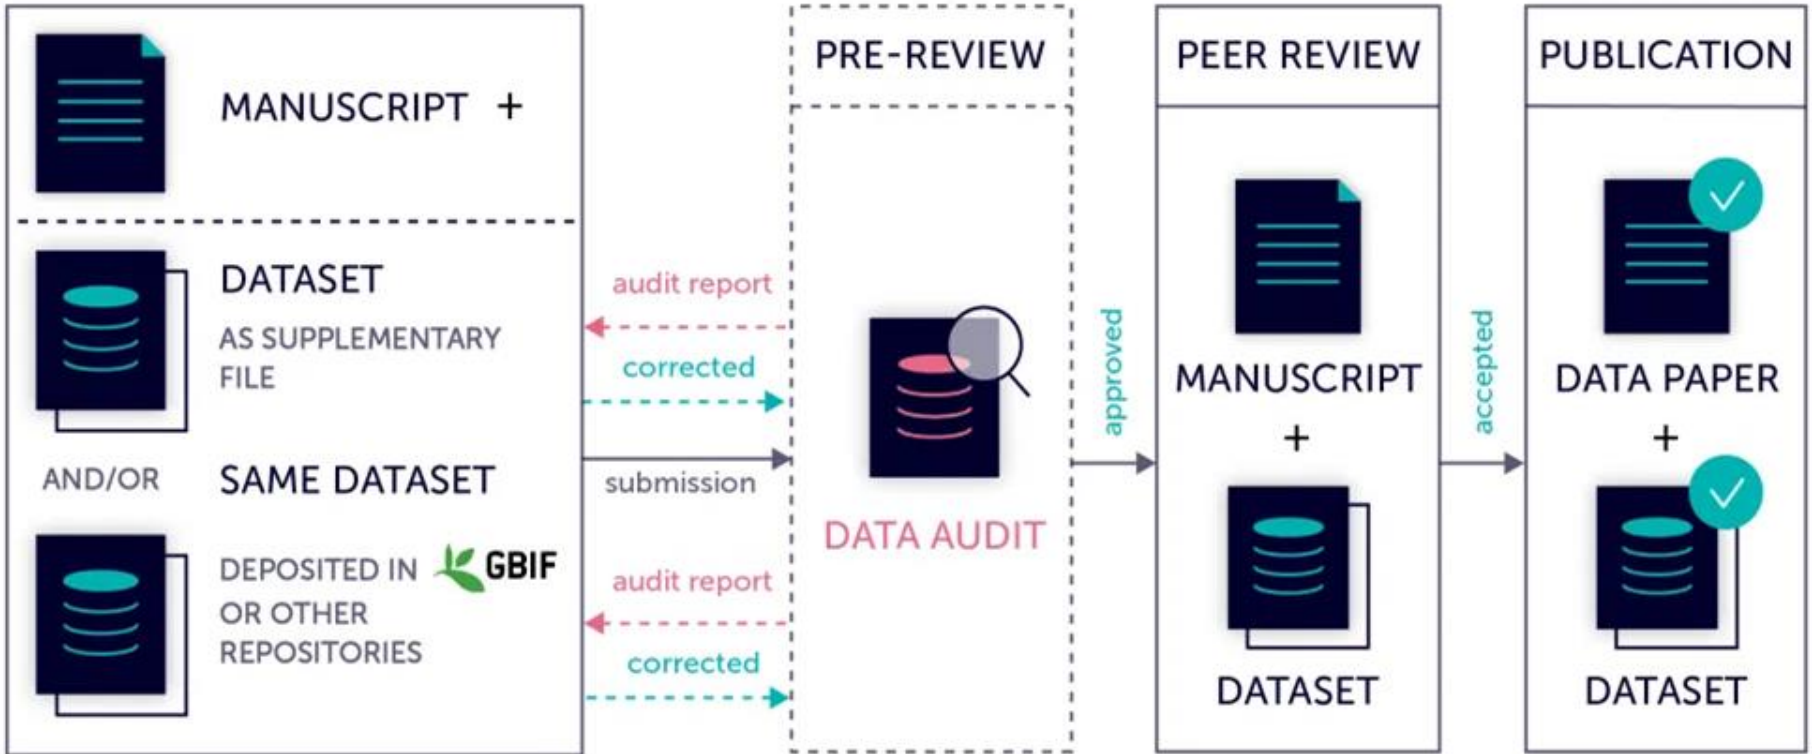 MANUSCRIPT +
DATASET
AS SUPPLEMENTARY
FILE
AND/OR
SAME DATASET
DEPOSITED IN GBIF
OR OTHER
REPOSITORIES
audit report
corrected
submission
audit report
corrected
PRE-REVIEW
DATA AUDIT
approved
PEER REVIEW
MANUSCRIPT
+
DATASET
accepted
PUBLICATION
DATA PAPER
+
DATASET